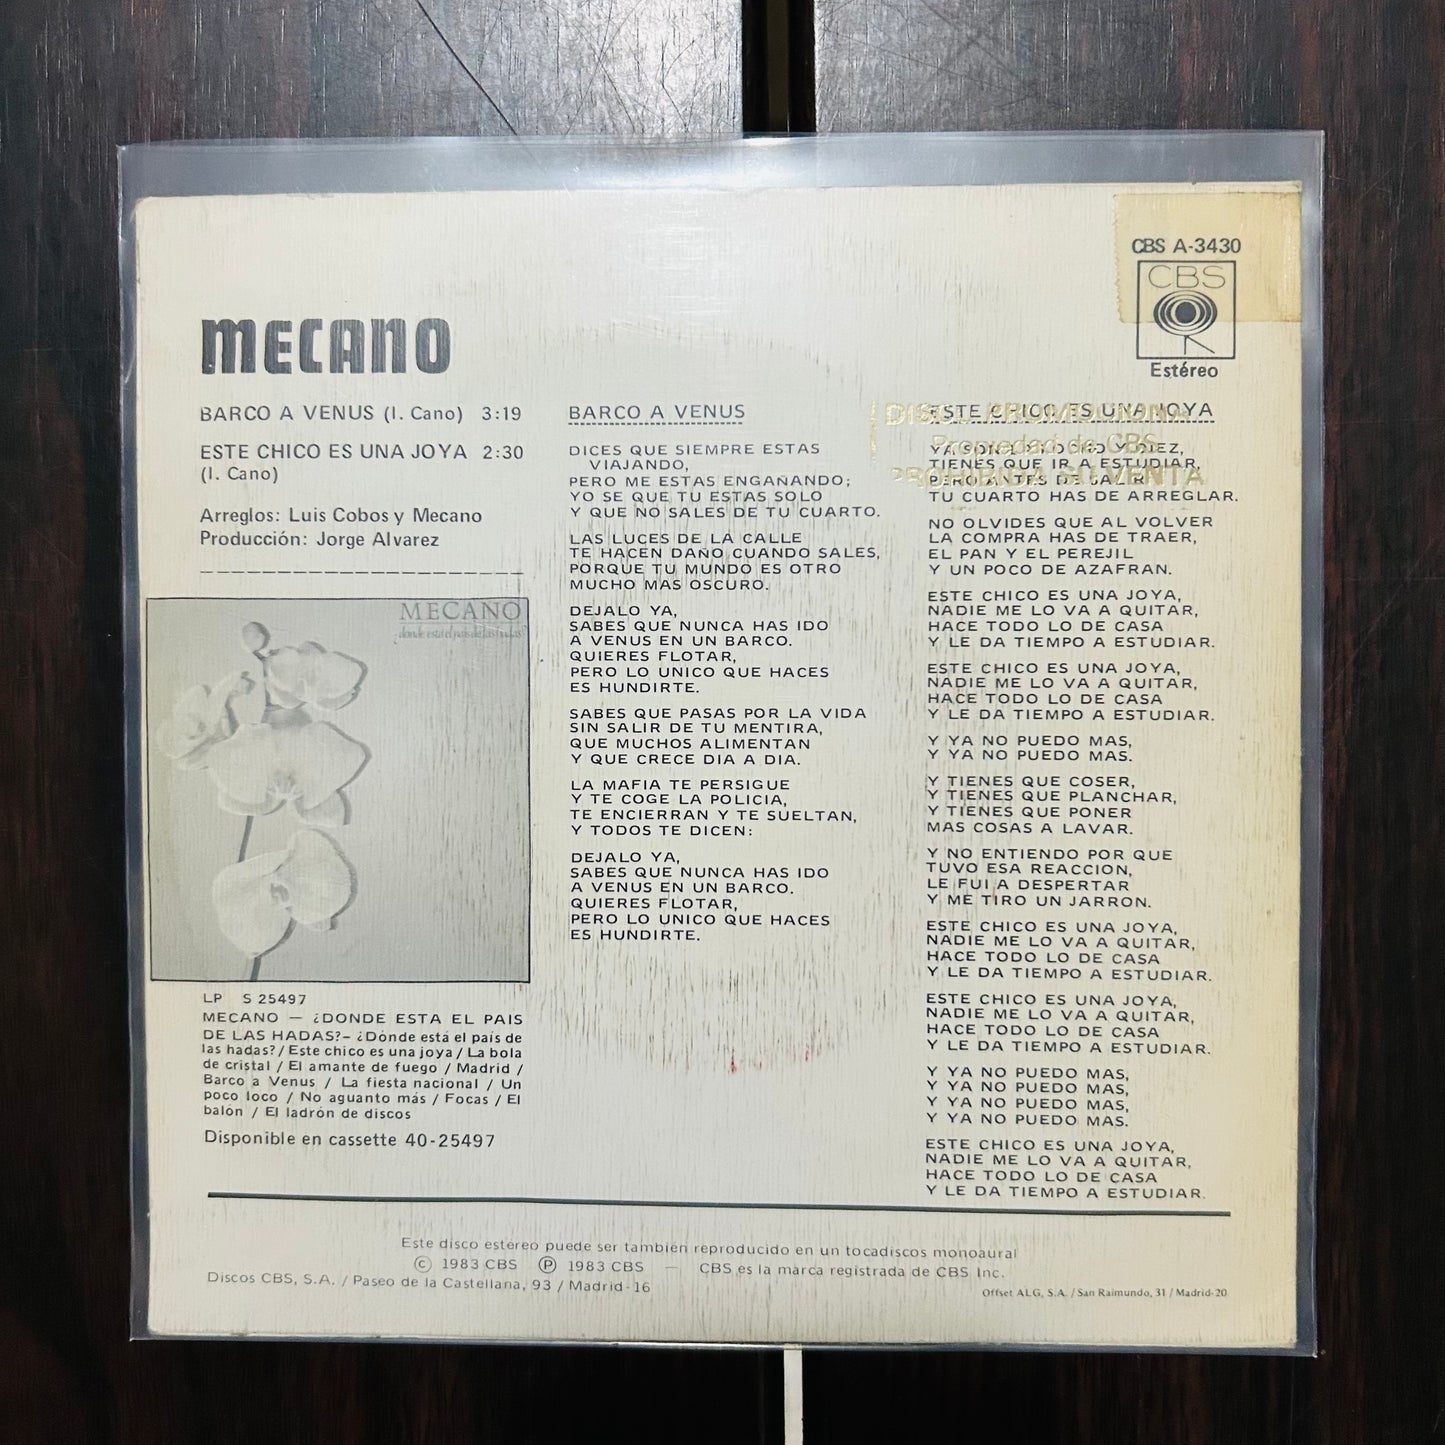 CBS A-3430
CBS
Estéreo
MECANO
BARCO A VENUS (I. Cano) 3:19
ESTE CHICO ES UNA JOYA 2:30
(I. Cano)
Arreglos: Luis Cobos y Mecano
Producción: Jorge Alvarez
MECANO
donde está el país de las hadas
LP S 25497
MECANO — ¿DONDE ESTA EL PAIS
DE LAS HADAS?– ¿Dónde está el país de
las hadas? / Este chico es una joya / La bola
de cristal / El amante de fuego / Madrid /
Barco a Venus / La fiesta nacional / Un
poco loco / No aguanto más / Focas / El
balón / El ladrón de discos
Disponible en cassette 40-25497
BARCO A VENUS
DICES QUE SIEMPRE ESTAS
VIAJANDO,
PERO ME ESTAS ENGAÑANDO;
YO SE QUE TU ESTAS SOLO
Y QUE NO SALES DE TU CUARTO.
LAS LUCES DE LA CALLE
TE HACEN DAÑO CUANDO SALES,
PORQUE TU MUNDO ES OTRO
MUCHO MAS OSCURO.
DEJALO YA,
SABES QUE NUNCA HAS IDO
A VENUS EN UN BARCO.
QUIERES FLOTAR,
PERO LO UNICO QUE HACES
ES HUNDIRTE.
SABES QUE PASAS POR LA VIDA
SIN SALIR DE TU MENTIRA,
QUE MUCHOS ALIMENTAN
Y QUE CRECE DIA A DIA.
LA MAFIA TE PERSIGUE
Y TE COGE LA POLICIA,
TE ENCIERRAN Y TE SUELTAN,
Y TODOS TE DICEN:
DEJALO YA,
SABES QUE NUNCA HAS IDO
A VENUS EN UN BARCO.
QUIERES FLOTAR,
PERO LO UNICO QUE HACES
ES HUNDIRTE.
ESTE CHICO ES UNA JOYA
DISCO
Propiedad de CBS
PROHIBIDA SU VENTA
YA SON LAS OCHO Y DIEZ,
TIENES QUE IR A ESTUDIAR,
PERO ANTES DE SALIR
TU CUARTO HAS DE ARREGLAR.
NO OLVIDES QUE AL VOLVER
LA COMPRA HAS DE TRAER,
EL PAN Y EL PEREJIL
Y UN POCO DE AZAFRAN.
ESTE CHICO ES UNA JOYA,
NADIE ME LO VA A QUITAR,
HACE TODO LO DE CASA
Y LE DA TIEMPO A ESTUDIAR.
ESTE CHICO ES UNA JOYA,
NADIE ME LO VA A QUITAR,
HACE TODO LO DE CASA
Y LE DA TIEMPO A ESTUDIAR.
Y YA NO PUEDO MAS,
Y YA NO PUEDO MAS.
Y TIENES QUE COSER,
Y TIENES QUE PLANCHAR,
Y TIENES QUE PONER
MAS COSAS A LAVAR.
Y NO ENTIENDO POR QUE
TUVO ESA REACCION,
LE FUI A DESPERTAR
Y ME TIRO UN JARRON.
ESTE CHICO ES UNA JOYA,
NADIE ME LO VA A QUITAR,
HACE TODO LO DE CASA
Y LE DA TIEMPO A ESTUDIAR.
ESTE CHICO ES UNA JOYA,
NADIE ME LO VA A QUITAR,
HACE TODO LO DE CASA
Y LE DA TIEMPO A ESTUDIAR.
Y YA NO PUEDO MAS,
Y YA NO PUEDO MAS,
Y YA NO PUEDO MAS,
Y YA NO PUEDO MAS.
ESTE CHICO ES UNA JOYA,
NADIE ME LO VA A QUITAR,
HACE TODO LO DE CASA
Y LE DA TIEMPO A ESTUDIAR.
Este disco estéreo puede ser también reproducido en un tocadiscos monoaural
© 1983 CBS Ⓟ 1983 CBS — CBS es la marca registrada de CBS Inc.
Discos CBS, S.A. / Paseo de la Castellana, 93 / Madrid-16
Offset ALG, S.A. / San Raimundo, 31 / Madrid-20